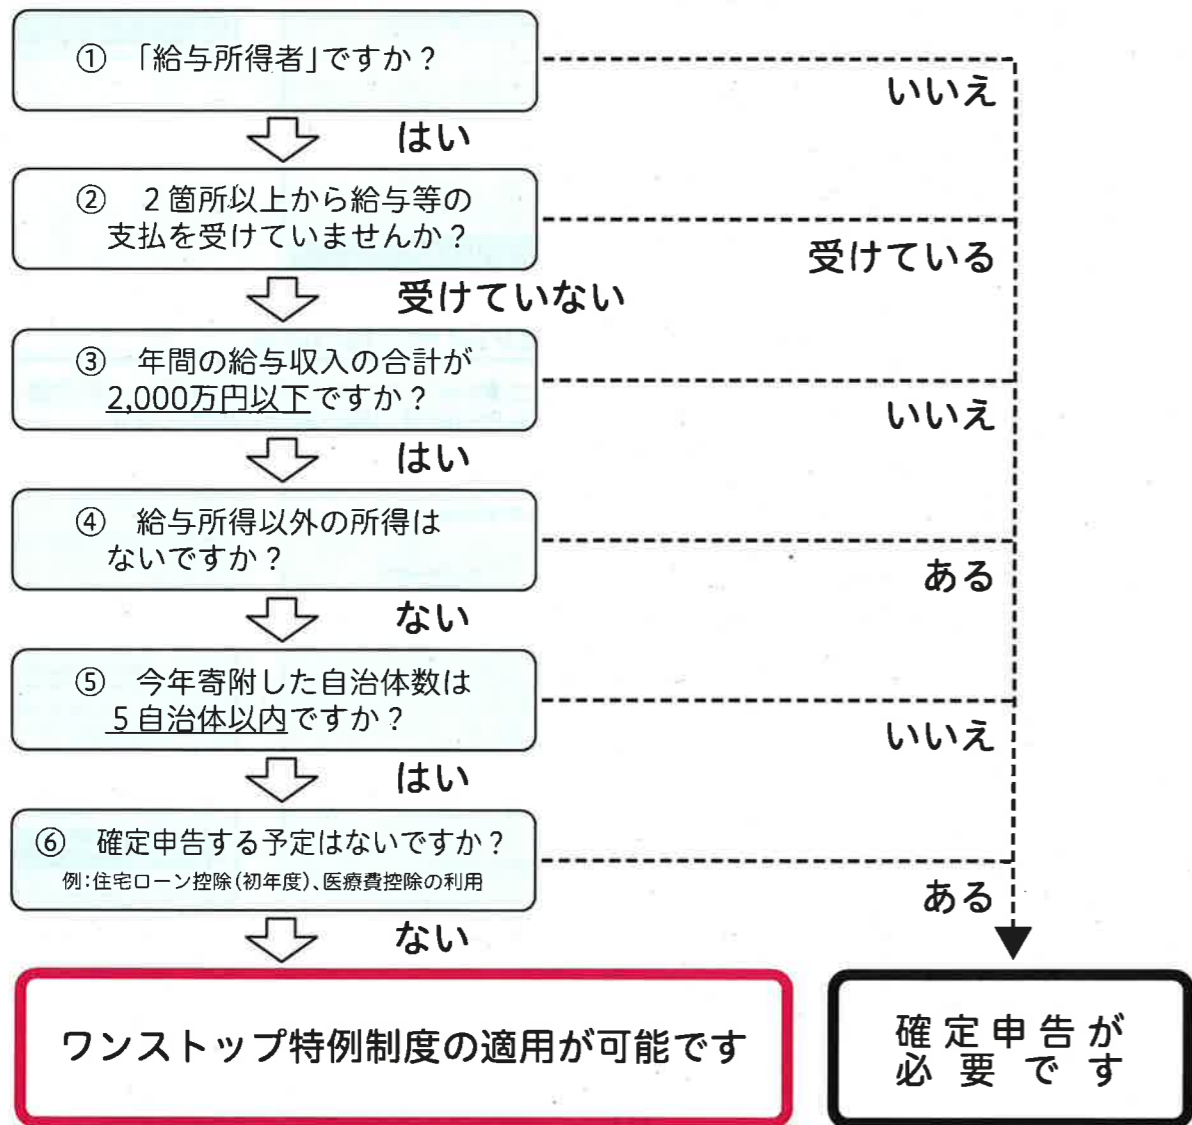 ① 「給与所得者」ですか？
いいえ
はい
② 2箇所以上から給与等の
支払を受けていませんか？
受けている
受けていない
③ 年間の給与収入の合計が
2,000万円以下ですか？
いいえ
はい
④ 給与所得以外の所得は
ないですか？
ある
ない
⑤ 今年寄附した自治体数は
5自治体以内ですか？
いいえ
はい
⑥ 確定申告する予定はないですか？
例：住宅ローン控除(初年度)、医療費控除の利用
ある
ない
ワンストップ特例制度の適用が可能です
確定申告が
必要です